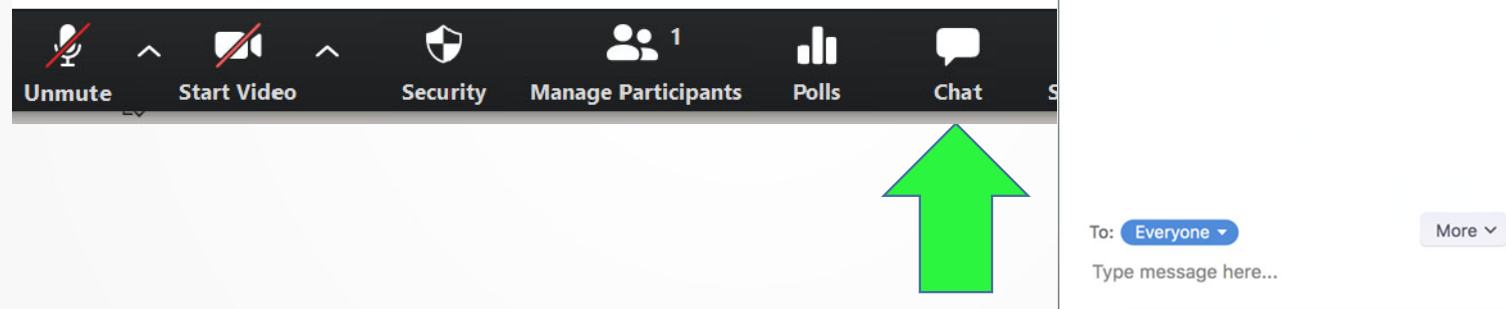 1
Unmute Start Video Security Manage Participants Polls Chat S
To: Everyone More
Type message here...